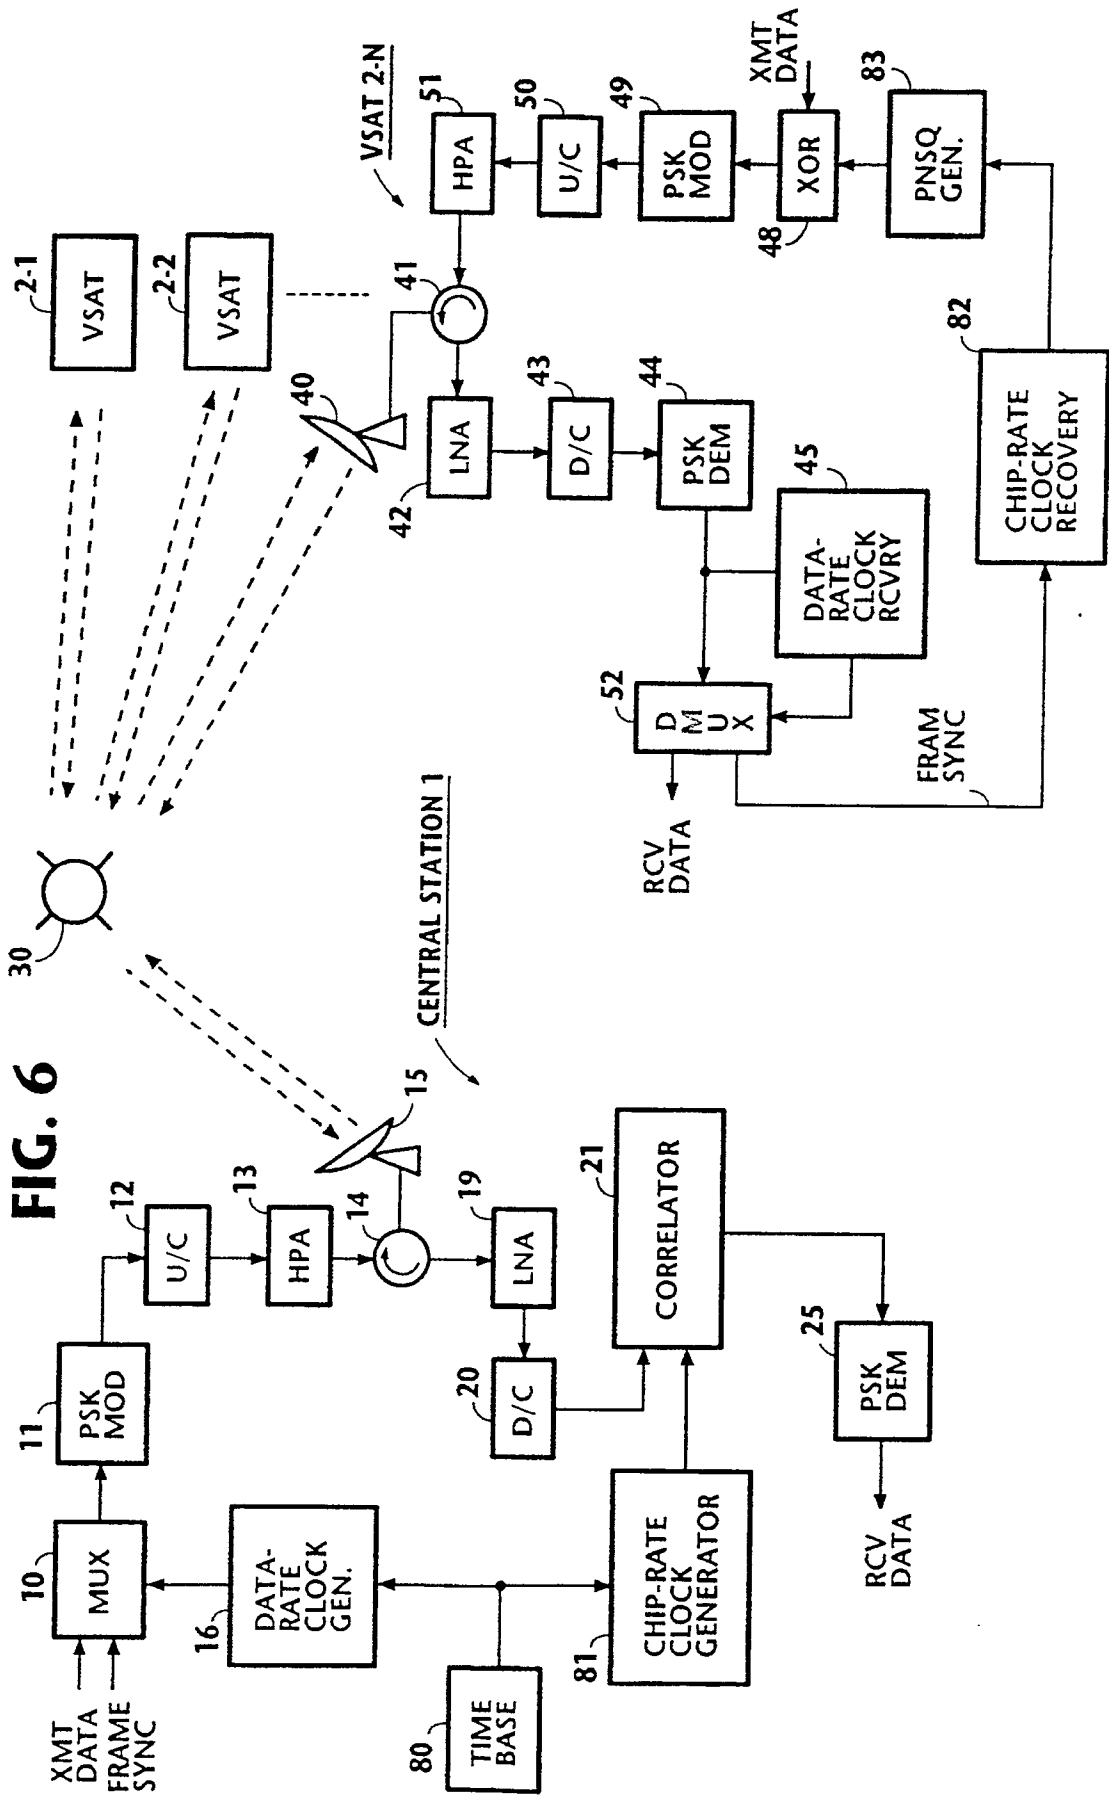 FIG. 6
XMT
DATA
FRAME
SYNC
10
MUX
11
PSK
MOD
12
U/C
13
HPA
14
15
16
DATA-
RATE
CLOCK
GEN.
80
TIME
BASE
81
CHIP-RATE
CLOCK
GENERATOR
19
LNA
20
D/C
21
CORRELATOR
25
PSK
DEM
RCV
DATA
CENTRAL STATION 1
30
2-1
VSAT
2-2
VSAT
VSAT 2-N
40
41
42
LNA
43
D/C
44
PSK
DEM
45
DATA-
RATE
CLOCK
RCVRY
52
D
M
U
X
RCV
DATA
FRAM
SYNC
82
CHIP-RATE
CLOCK
RECOVERY
83
PNSQ
GEN.
48
XOR
XMT
DATA
49
PSK
MOD
50
U/C
51
HPA